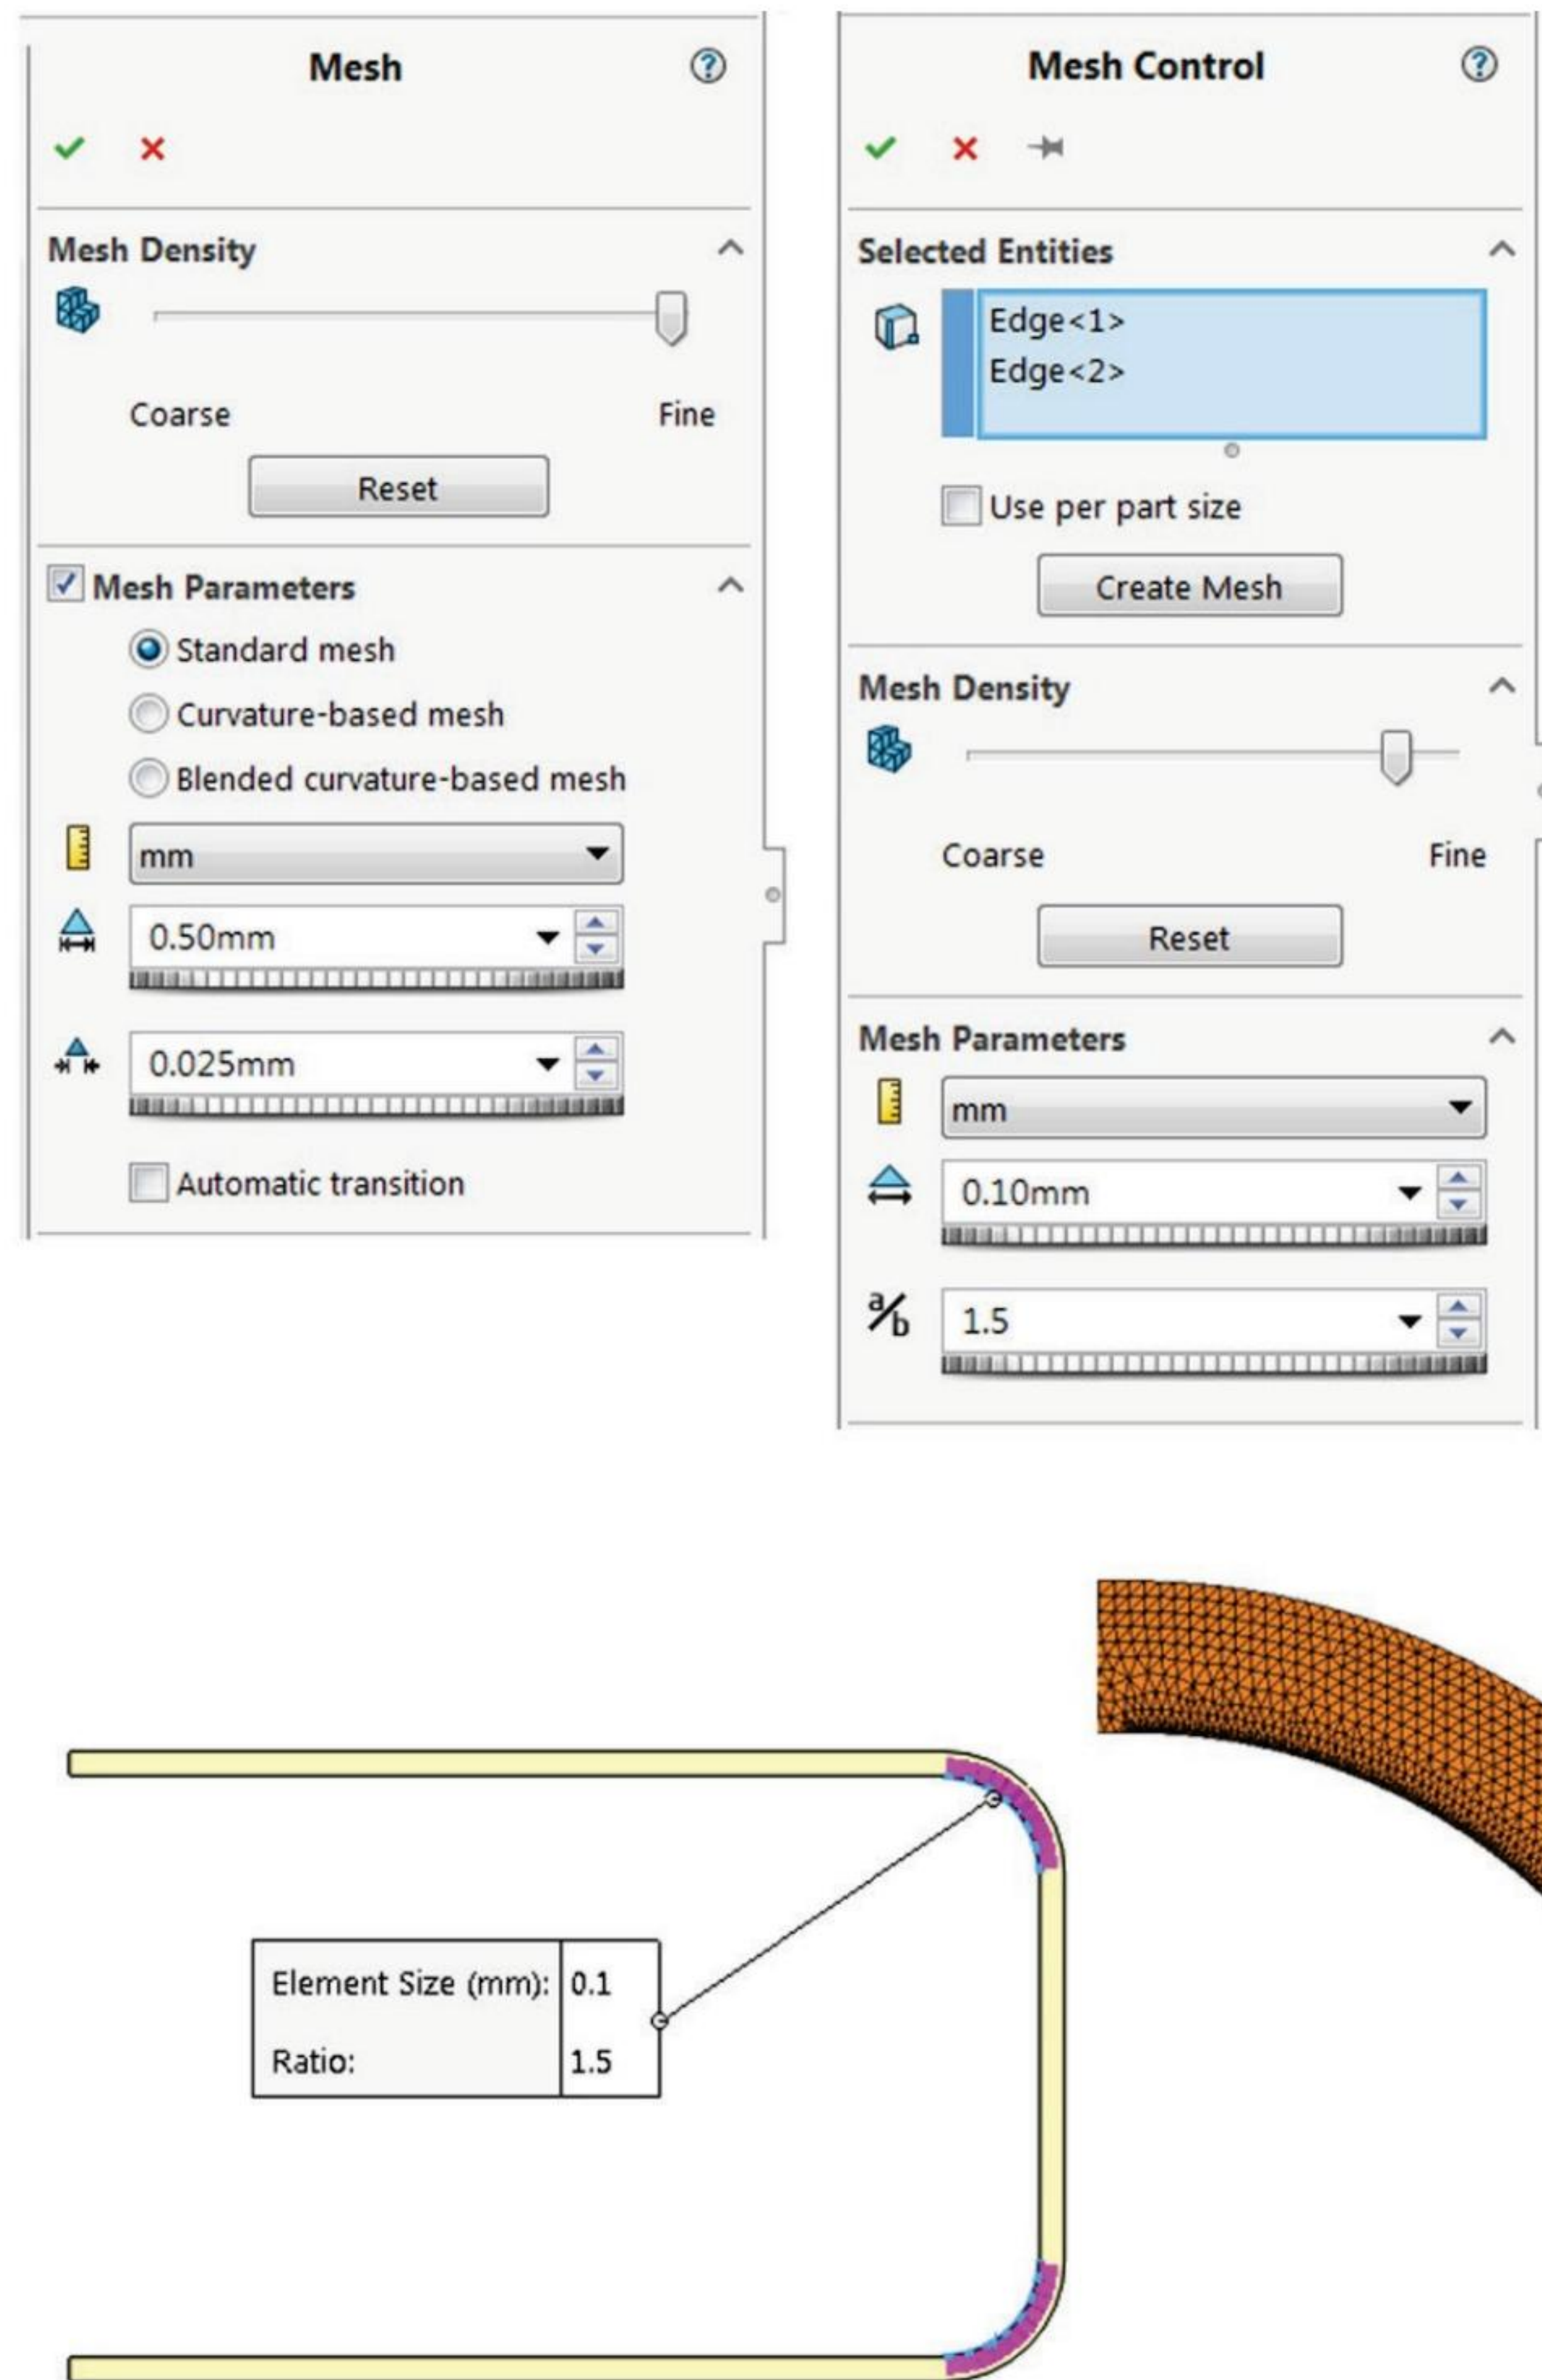 Mesh
Mesh Density
Coarse Fine
Reset
Mesh Parameters
Standard mesh
Curvature-based mesh
Blended curvature-based mesh
mm
0.50mm
0.025mm
Automatic transition
Mesh Control
Selected Entities
Edge<1>
Edge<2>
Use per part size
Create Mesh
Mesh Density
Coarse Fine
Reset
Mesh Parameters
mm
0.10mm
a/b 1.5
Element Size (mm): 0.1
Ratio: 1.5